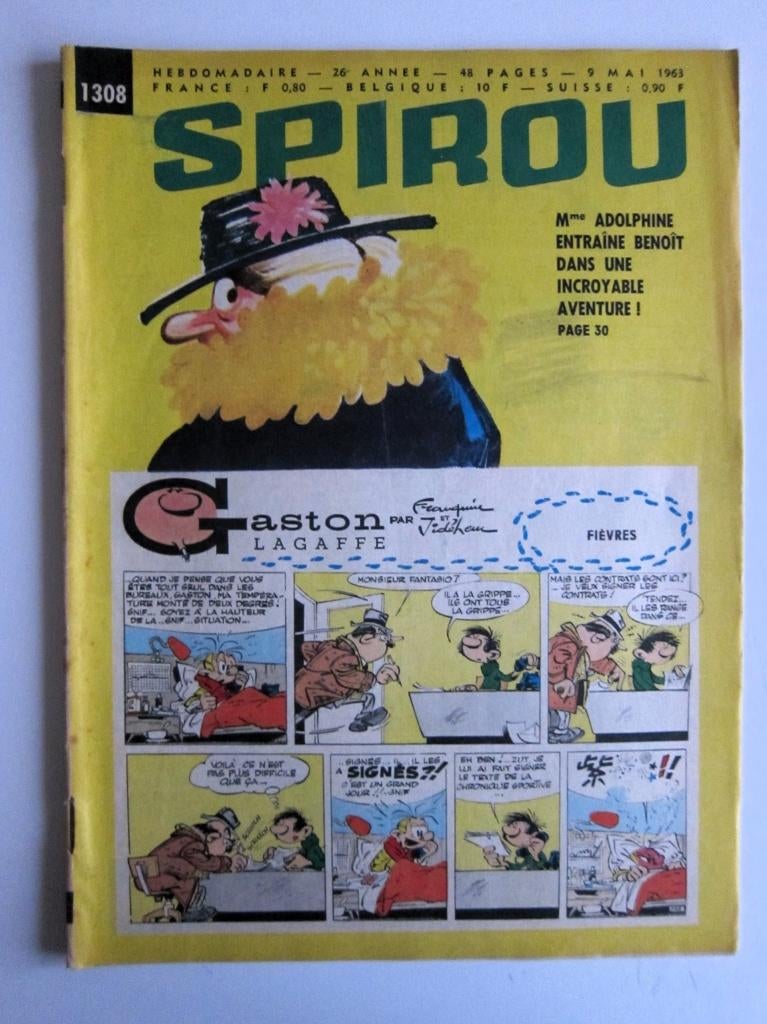 1308
HEBDOMADAIRE — 26e ANNEE — 48 PAGES — 9 MAI 1963
FRANCE : F 0,80 — BELGIQUE : 10 F — SUISSE : 0,90 F
SPIROU
Mme ADOLPHINE
ENTRAÎNE BENOÎT
DANS UNE
INCROYABLE
AVENTURE !
PAGE 30
Gaston
LAGAFFE
PAR Franquin
ET Jidéhem
FIÈVRES
QUAND JE PENSE QUE VOUS
ÊTES TOUT SEUL DANS LES
BUREAUX, GASTON, MA TEMPÉRA-
TURE MONTE DE DEUX DEGRÉS !
SNIF... SOYEZ À LA HAUTEUR
DE LA...SNIF...SITUATION...
MONSIEUR FANTASIO ?
IL A LA GRIPPE...
ILS ONT TOUS
LA GRIPPE...
MAIS LES CONTRATS SONT ICI ?
... JE VEUX SIGNER LES
CONTRATS !
TENDEZ...
IL LES RANGE
DANS CE...
VOILÀ CE N'EST
PAS PLUS DIFFICILE
QUE ÇA...
...SIGNÉS... IL... IL LES
A SIGNÉS ?!
C'EST UN GRAND
JOUR !!..SNIF
EH BEN !...ZUT, JE
LUI AI FAIT SIGNER
LE TEXTE DE LA
CHRONIQUE SPORTIVE
!!